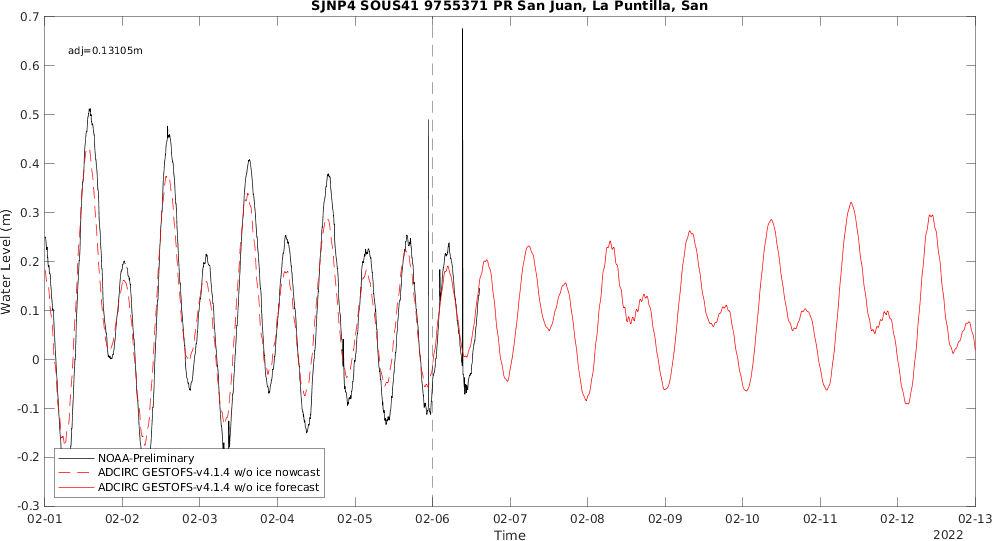 SJNP4 SOUS41 9755371 PR San Juan, La Puntilla, San
adj=0.13105m
0.7
0.6
0.5
0.4
0.3
0.2
0.1
0
-0.1
-0.2
-0.3
Water Level (m)
NOAA-Preliminary
ADCIRC GESTOFS-v4.1.4 w/o ice nowcast
ADCIRC GESTOFS-v4.1.4 w/o ice forecast
02-01 02-02 02-03 02-04 02-05 02-06 02-07 02-08 02-09 02-10 02-11 02-12 02-13
Time
2022